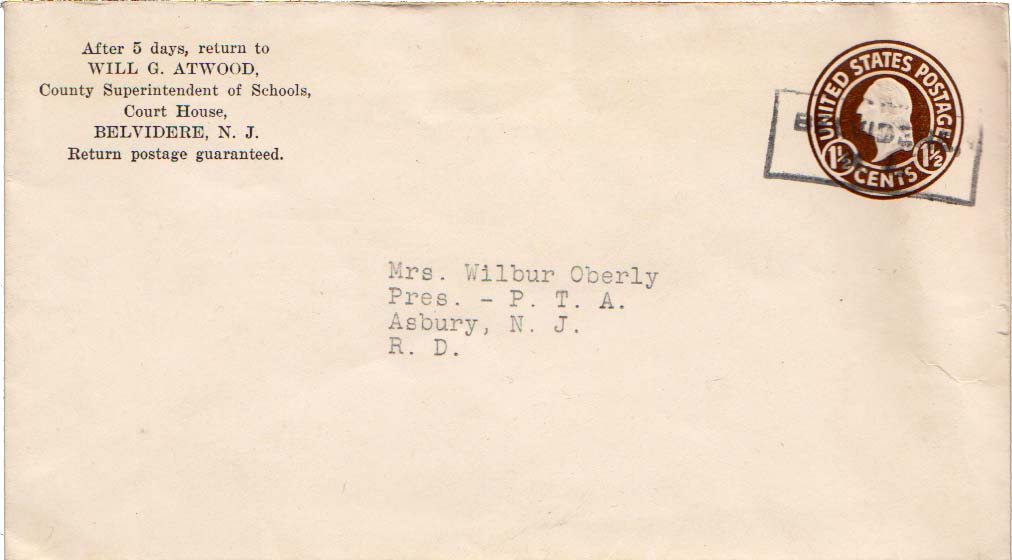 After 5 days, return to
WILL G. ATWOOD,
County Superintendent of Schools,
Court House,
BELVIDERE, N. J.
Return postage guaranteed.
UNITED STATES POSTAGE
1½ CENTS 1½
Mrs. Wilbur Oberly
Pres. - P. T. A.
Asbury, N. J.
R. D.